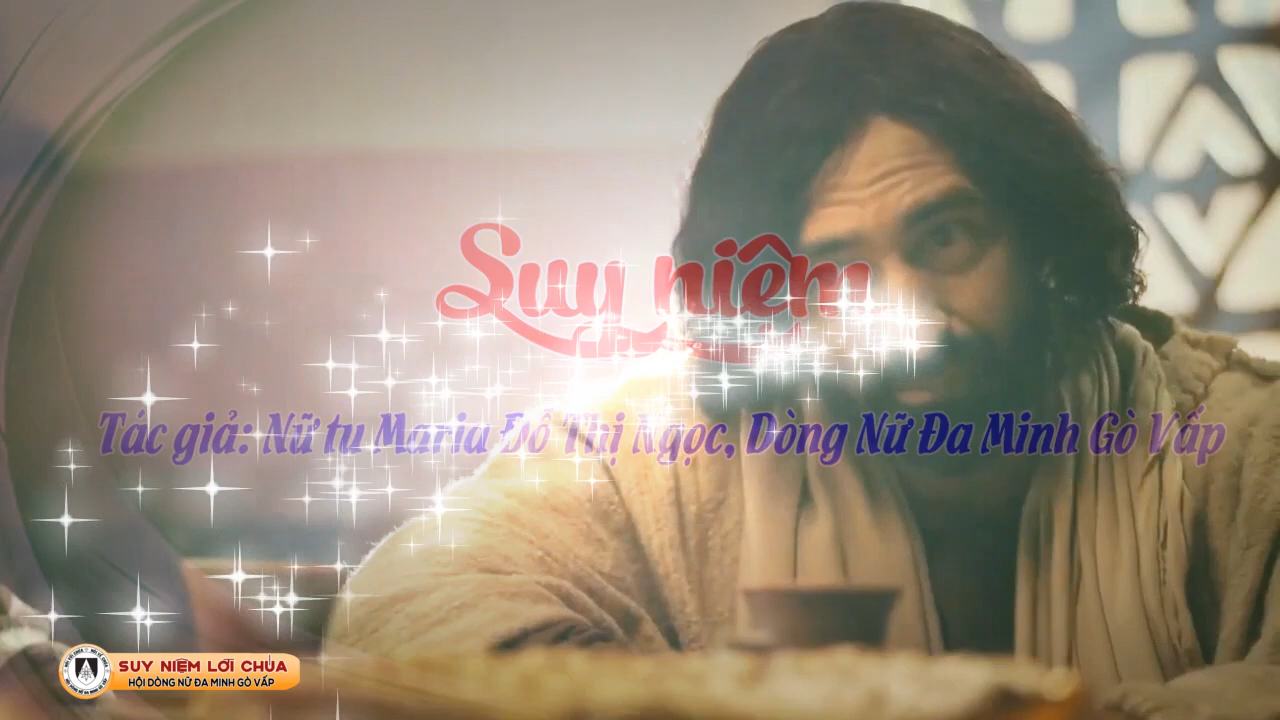 Suy niệm
Tác giả: Nữ tu Maria Đỗ Thị Ngọc, Dòng Nữ Đa Minh Gò Vấp
SUY NIỆM LỜI CHÚA
HỘI DÒNG NỮ ĐA MINH GÒ VẤP